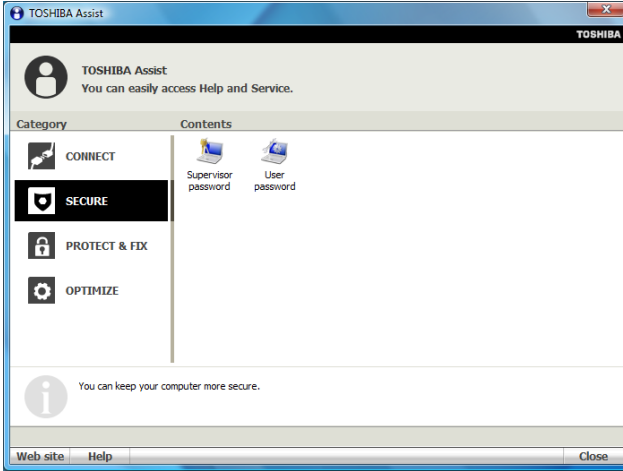 TOSHIBA Assist
TOSHIBA
TOSHIBA Assist
You can easily access Help and Service.
Category
Contents
CONNECT
SECURE
PROTECT & FIX
OPTIMIZE
Supervisor
password
User
password
You can keep your computer more secure.
Web site
Help
Close